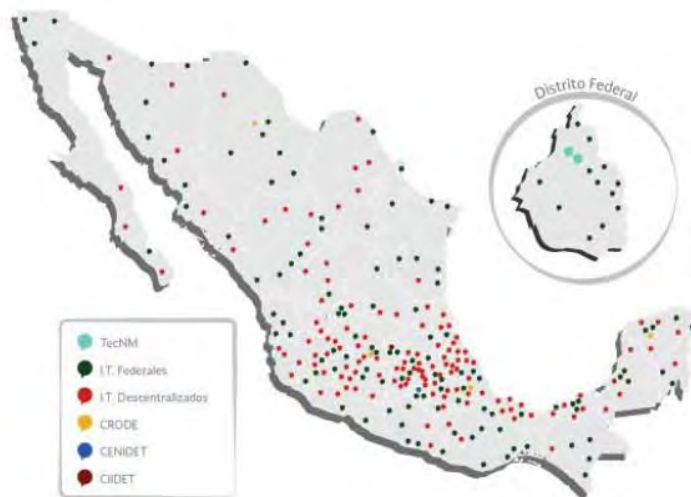 Distrito Federal
TecNM
I.T. Federales
I.T. Descentralizados
CRODE
CENIDET
CIIDET